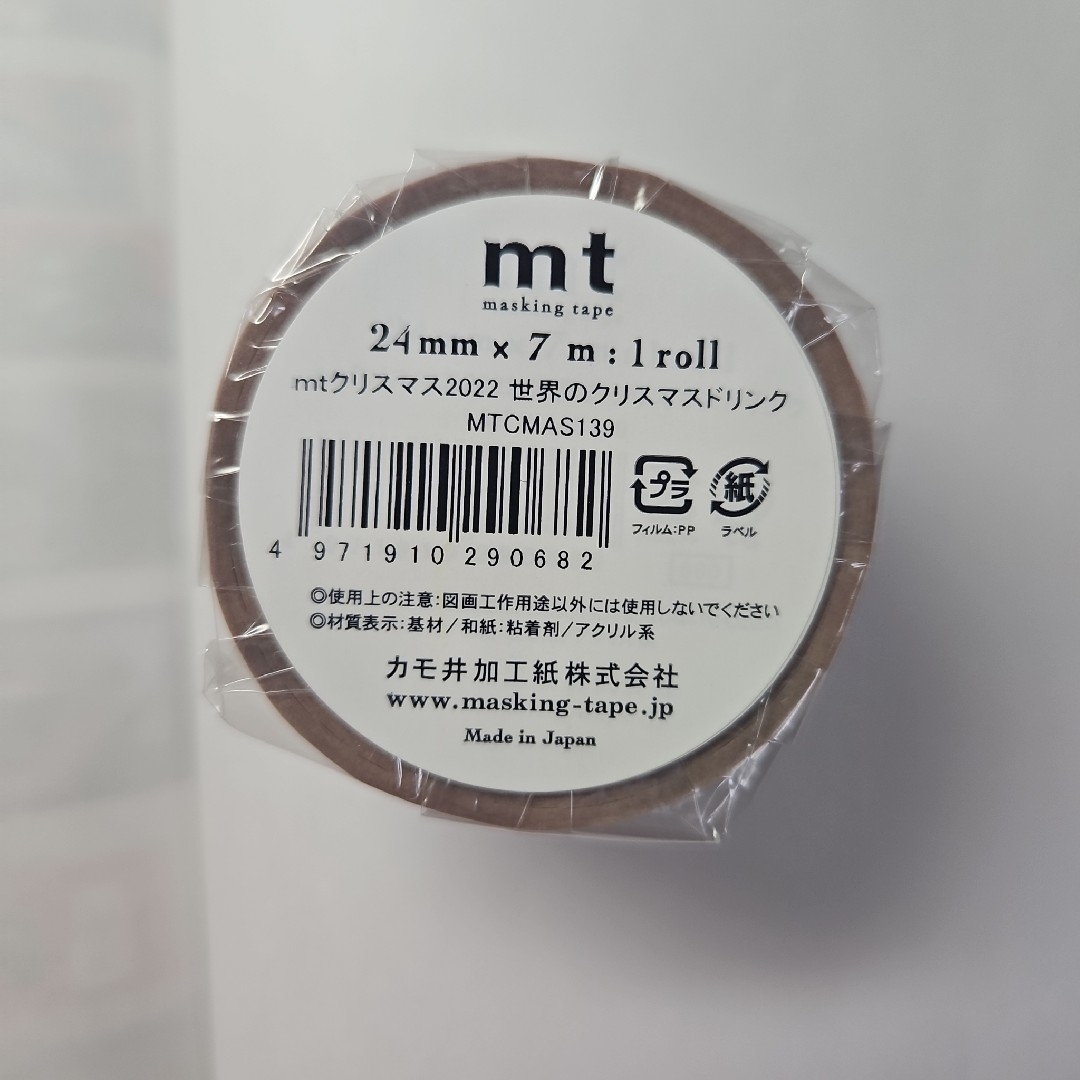 mt
masking tape
24mm x 7 m : 1 roll
mtクリスマス2022 世界のクリスマスドリンク
MTCMAS139
プラ 紙
フィルム:PP ラベル
4 971910 290682
◎使用上の注意:図画工作用途以外には使用しないでください
◎材質表示:基材/和紙:粘着剤/アクリル系
カモ井加工紙株式会社
www.masking-tape.jp
Made in Japan